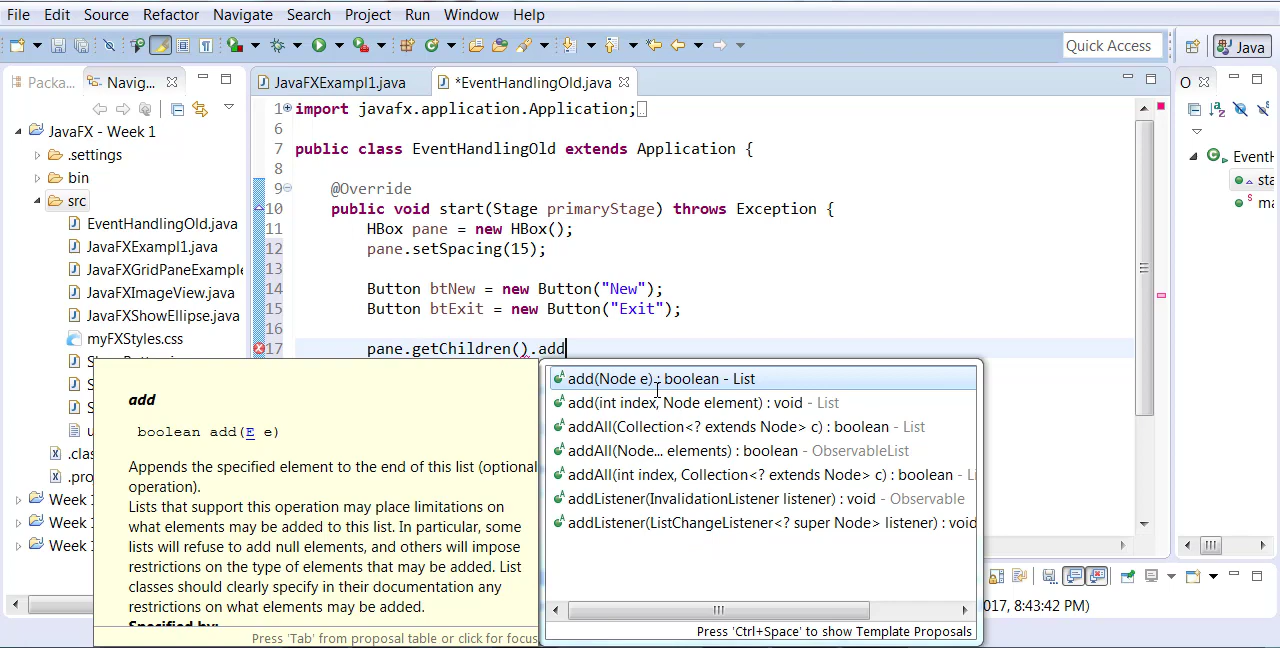 File Edit Source Refactor Navigate Search Project Run Window Help
Quick Access
Java
Packa...
Navig...
JavaFXExampl1.java
*EventHandlingOld.java
O
JavaFX - Week 1
.settings
bin
src
EventHandlingOld.java
JavaFXExampl1.java
JavaFXGridPaneExample
JavaFXImageView.java
JavaFXShowEllipse.java
myFXStyles.css
S
S
u
.clas
.pro
Week
Week
Week
1 import javafx.application.Application;
6
7 public class EventHandlingOld extends Application {
8
9 @Override
10 public void start(Stage primaryStage) throws Exception {
11 HBox pane = new HBox();
12 pane.setSpacing(15);
13
14 Button btNew = new Button("New");
15 Button btExit = new Button("Exit");
16
17 pane.getChildren().add
add
boolean add(E e)
Appends the specified element to the end of this list (optional
operation).
Lists that support this operation may place limitations on
what elements may be added to this list. In particular, some
lists will refuse to add null elements, and others will impose
restrictions on the type of elements that may be added. List
classes should clearly specify in their documentation any
restrictions on what elements may be added.
Specified by:
Press 'Tab' from proposal table or click for focus
add(Node e) : boolean - List
add(int index, Node element) : void - List
addAll(Collection<? extends Node> c) : boolean - List
addAll(Node... elements) : boolean - ObservableList
addAll(int index, Collection<? extends Node> c) : boolean - Li
addListener(InvalidationListener listener) : void - Observable
addListener(ListChangeListener<? super Node> listener) : void
Press 'Ctrl+Space' to show Template Proposals
EventH
sta
ma
017, 8:43:42 PM)